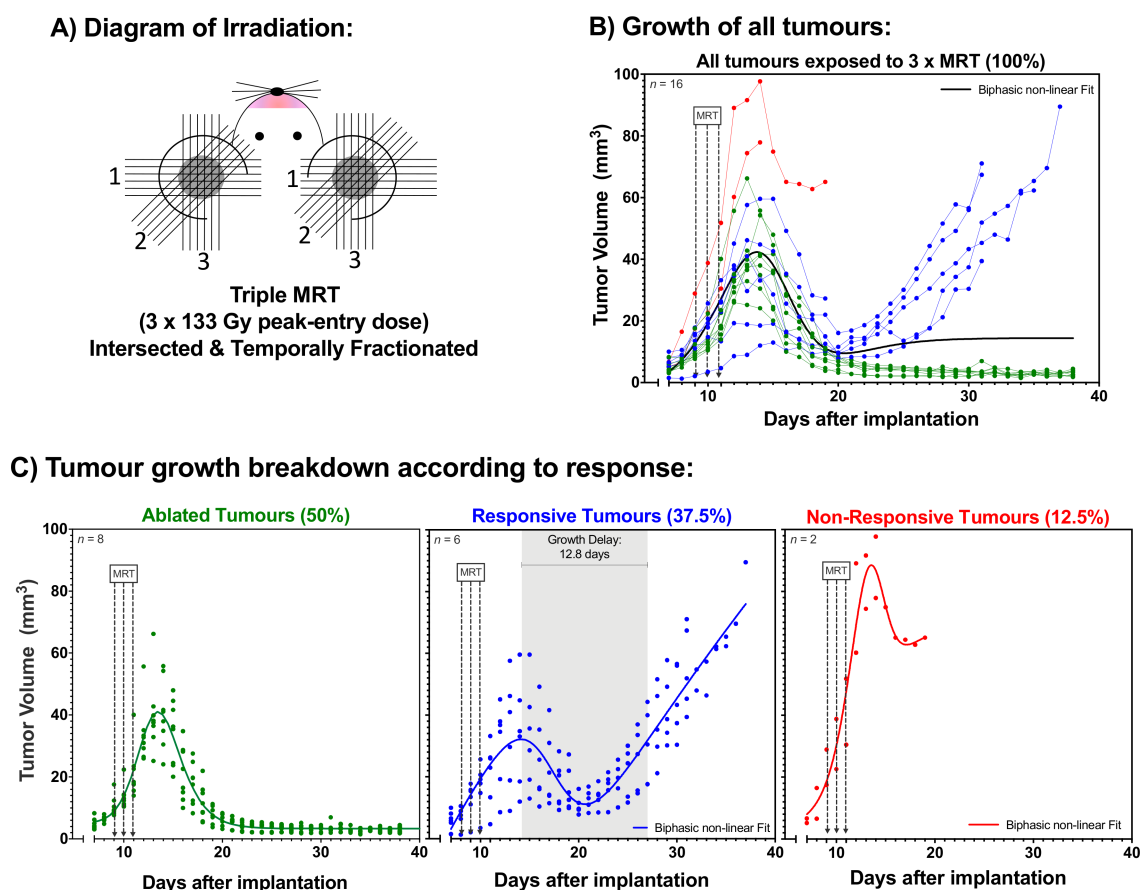 A) Diagram of Irradiation:
1
2
3
1
2
3
Triple MRT
(3 x 133 Gy peak-entry dose)
Intersected & Temporally Fractionated
B) Growth of all tumours:
All tumours exposed to 3 x MRT (100%)
n = 16
Biphasic non-linear Fit
MRT
Tumor Volume (mm3)
100
80
60
40
20
0
10
20
30
40
Days after implantation
C) Tumour growth breakdown according to response:
Ablated Tumours (50%)
n = 8
MRT
Tumor Volume (mm3)
100
80
60
40
20
0
10
20
30
40
Days after implantation
Responsive Tumours (37.5%)
n = 6
Growth Delay:
12.8 days
MRT
Biphasic non-linear Fit
10
20
30
40
Days after implantation
Non-Responsive Tumours (12.5%)
n = 2
MRT
Biphasic non-linear Fit
10
20
30
40
Days after implantation